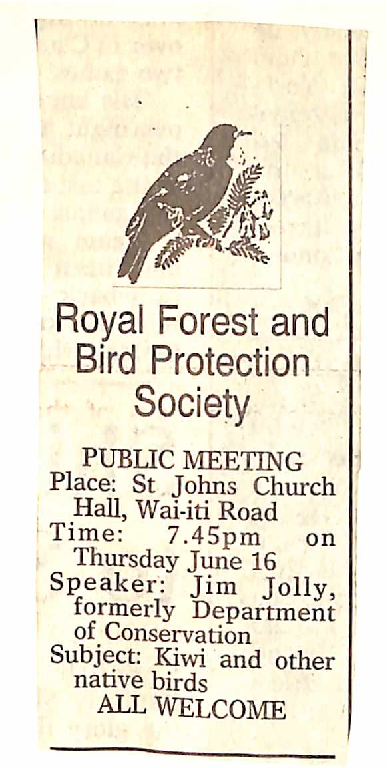 Royal Forest and
Bird Protection
Society
PUBLIC MEETING
Place: St Johns Church
Hall, Wai-iti Road
Time: 7.45pm on
Thursday June 16
Speaker: Jim Jolly,
formerly Department
of Conservation
Subject: Kiwi and other
native birds
ALL WELCOME